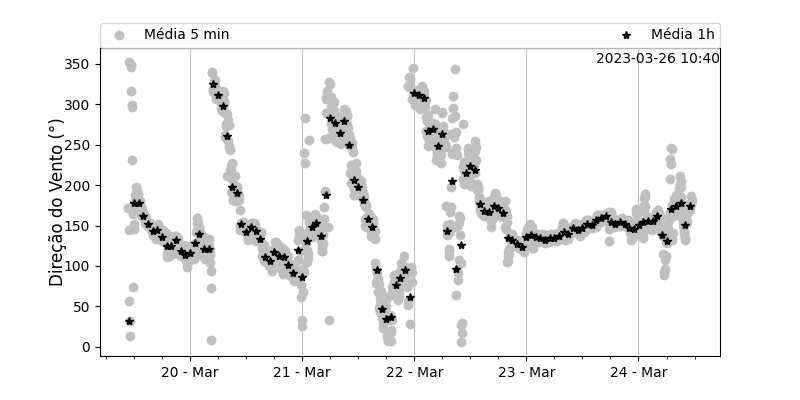 Média 5 min
Média 1h
2023-03-26 10:40
Direção do Vento (°)
350
300
250
200
150
100
50
0
20 - Mar
21 - Mar
22 - Mar
23 - Mar
24 - Mar